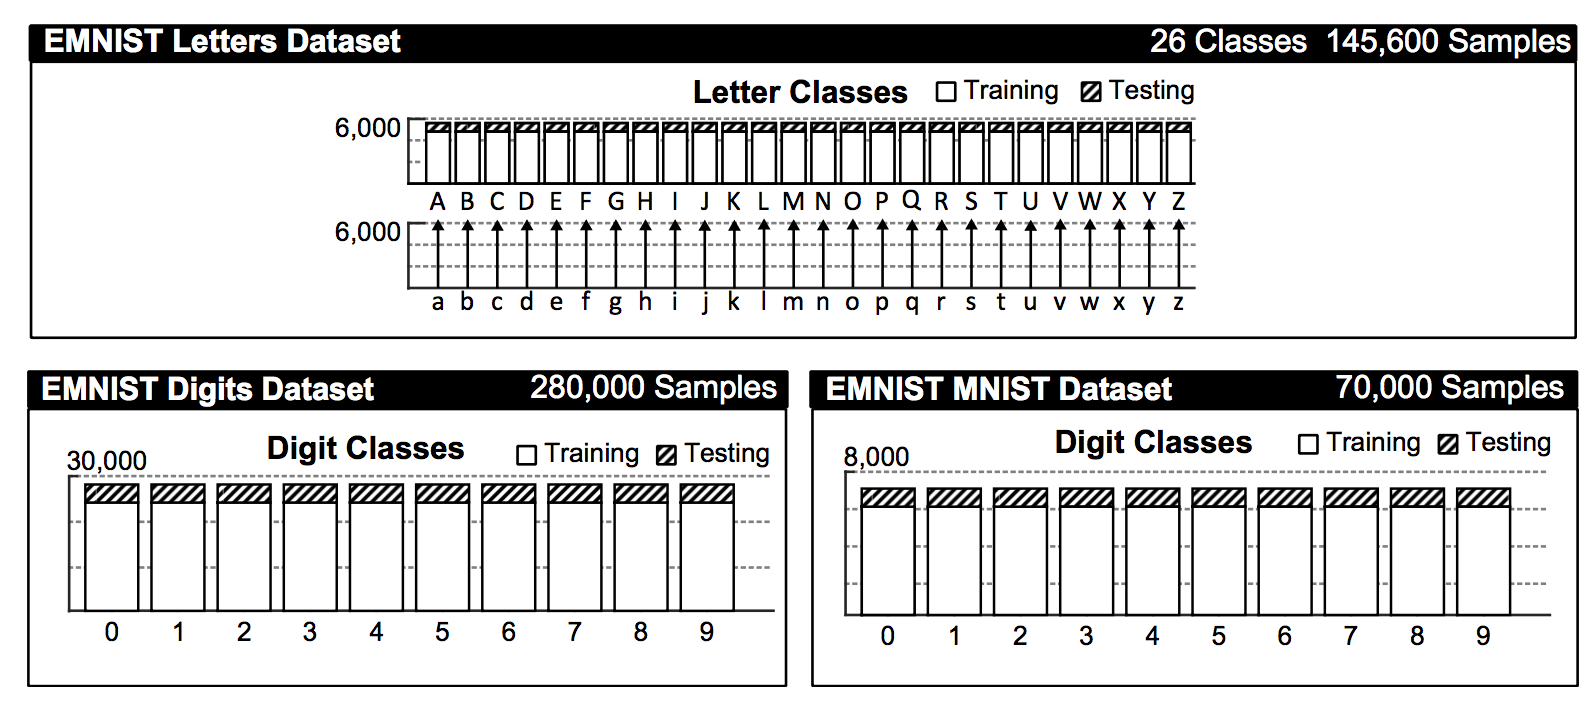 EMNIST Letters Dataset 26 Classes 145,600 Samples
Letter Classes Training Testing
6,000
A B C D E F G H I J K L M N O P Q R S T U V W X Y Z
6,000
a b c d e f g h i j k l m n o p q r s t u v w x y z
EMNIST Digits Dataset 280,000 Samples
Digit Classes Training Testing
30,000
0 1 2 3 4 5 6 7 8 9
EMNIST MNIST Dataset 70,000 Samples
Digit Classes Training Testing
8,000
0 1 2 3 4 5 6 7 8 9